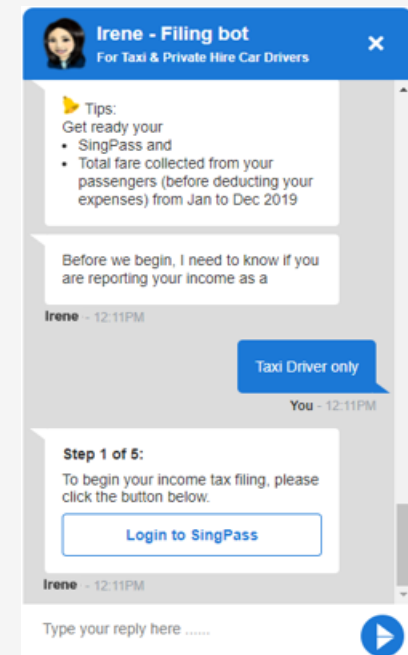 Irene - Filing bot
For Taxi & Private Hire Car Drivers
Tips:
Get ready your
• SingPass and
• Total fare collected from your
passengers (before deducting your
expenses) from Jan to Dec 2019
Before we begin, I need to know if you
are reporting your income as a
Irene - 12:11PM
Taxi Driver only
You - 12:11PM
Step 1 of 5:
To begin your income tax filing, please
click the button below.
Login to SingPass
Irene - 12:11PM
Type your reply here ......